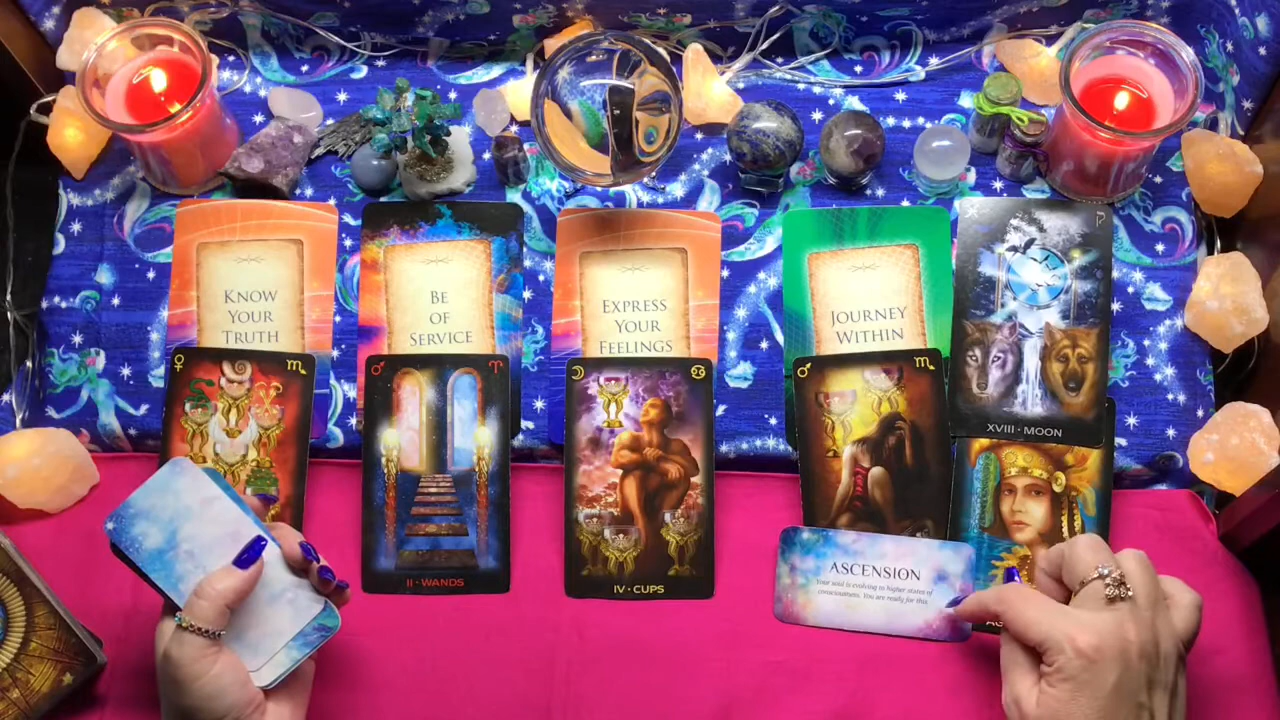 KNOW
YOUR
TRUTH
BE
OF
SERVICE
EXPRESS
YOUR
FEELINGS
JOURNEY
WITHIN
XVIII · MOON
II · WANDS
IV · CUPS
ASCENSION
Your soul is evolving to higher states of
consciousness. You are ready for this.